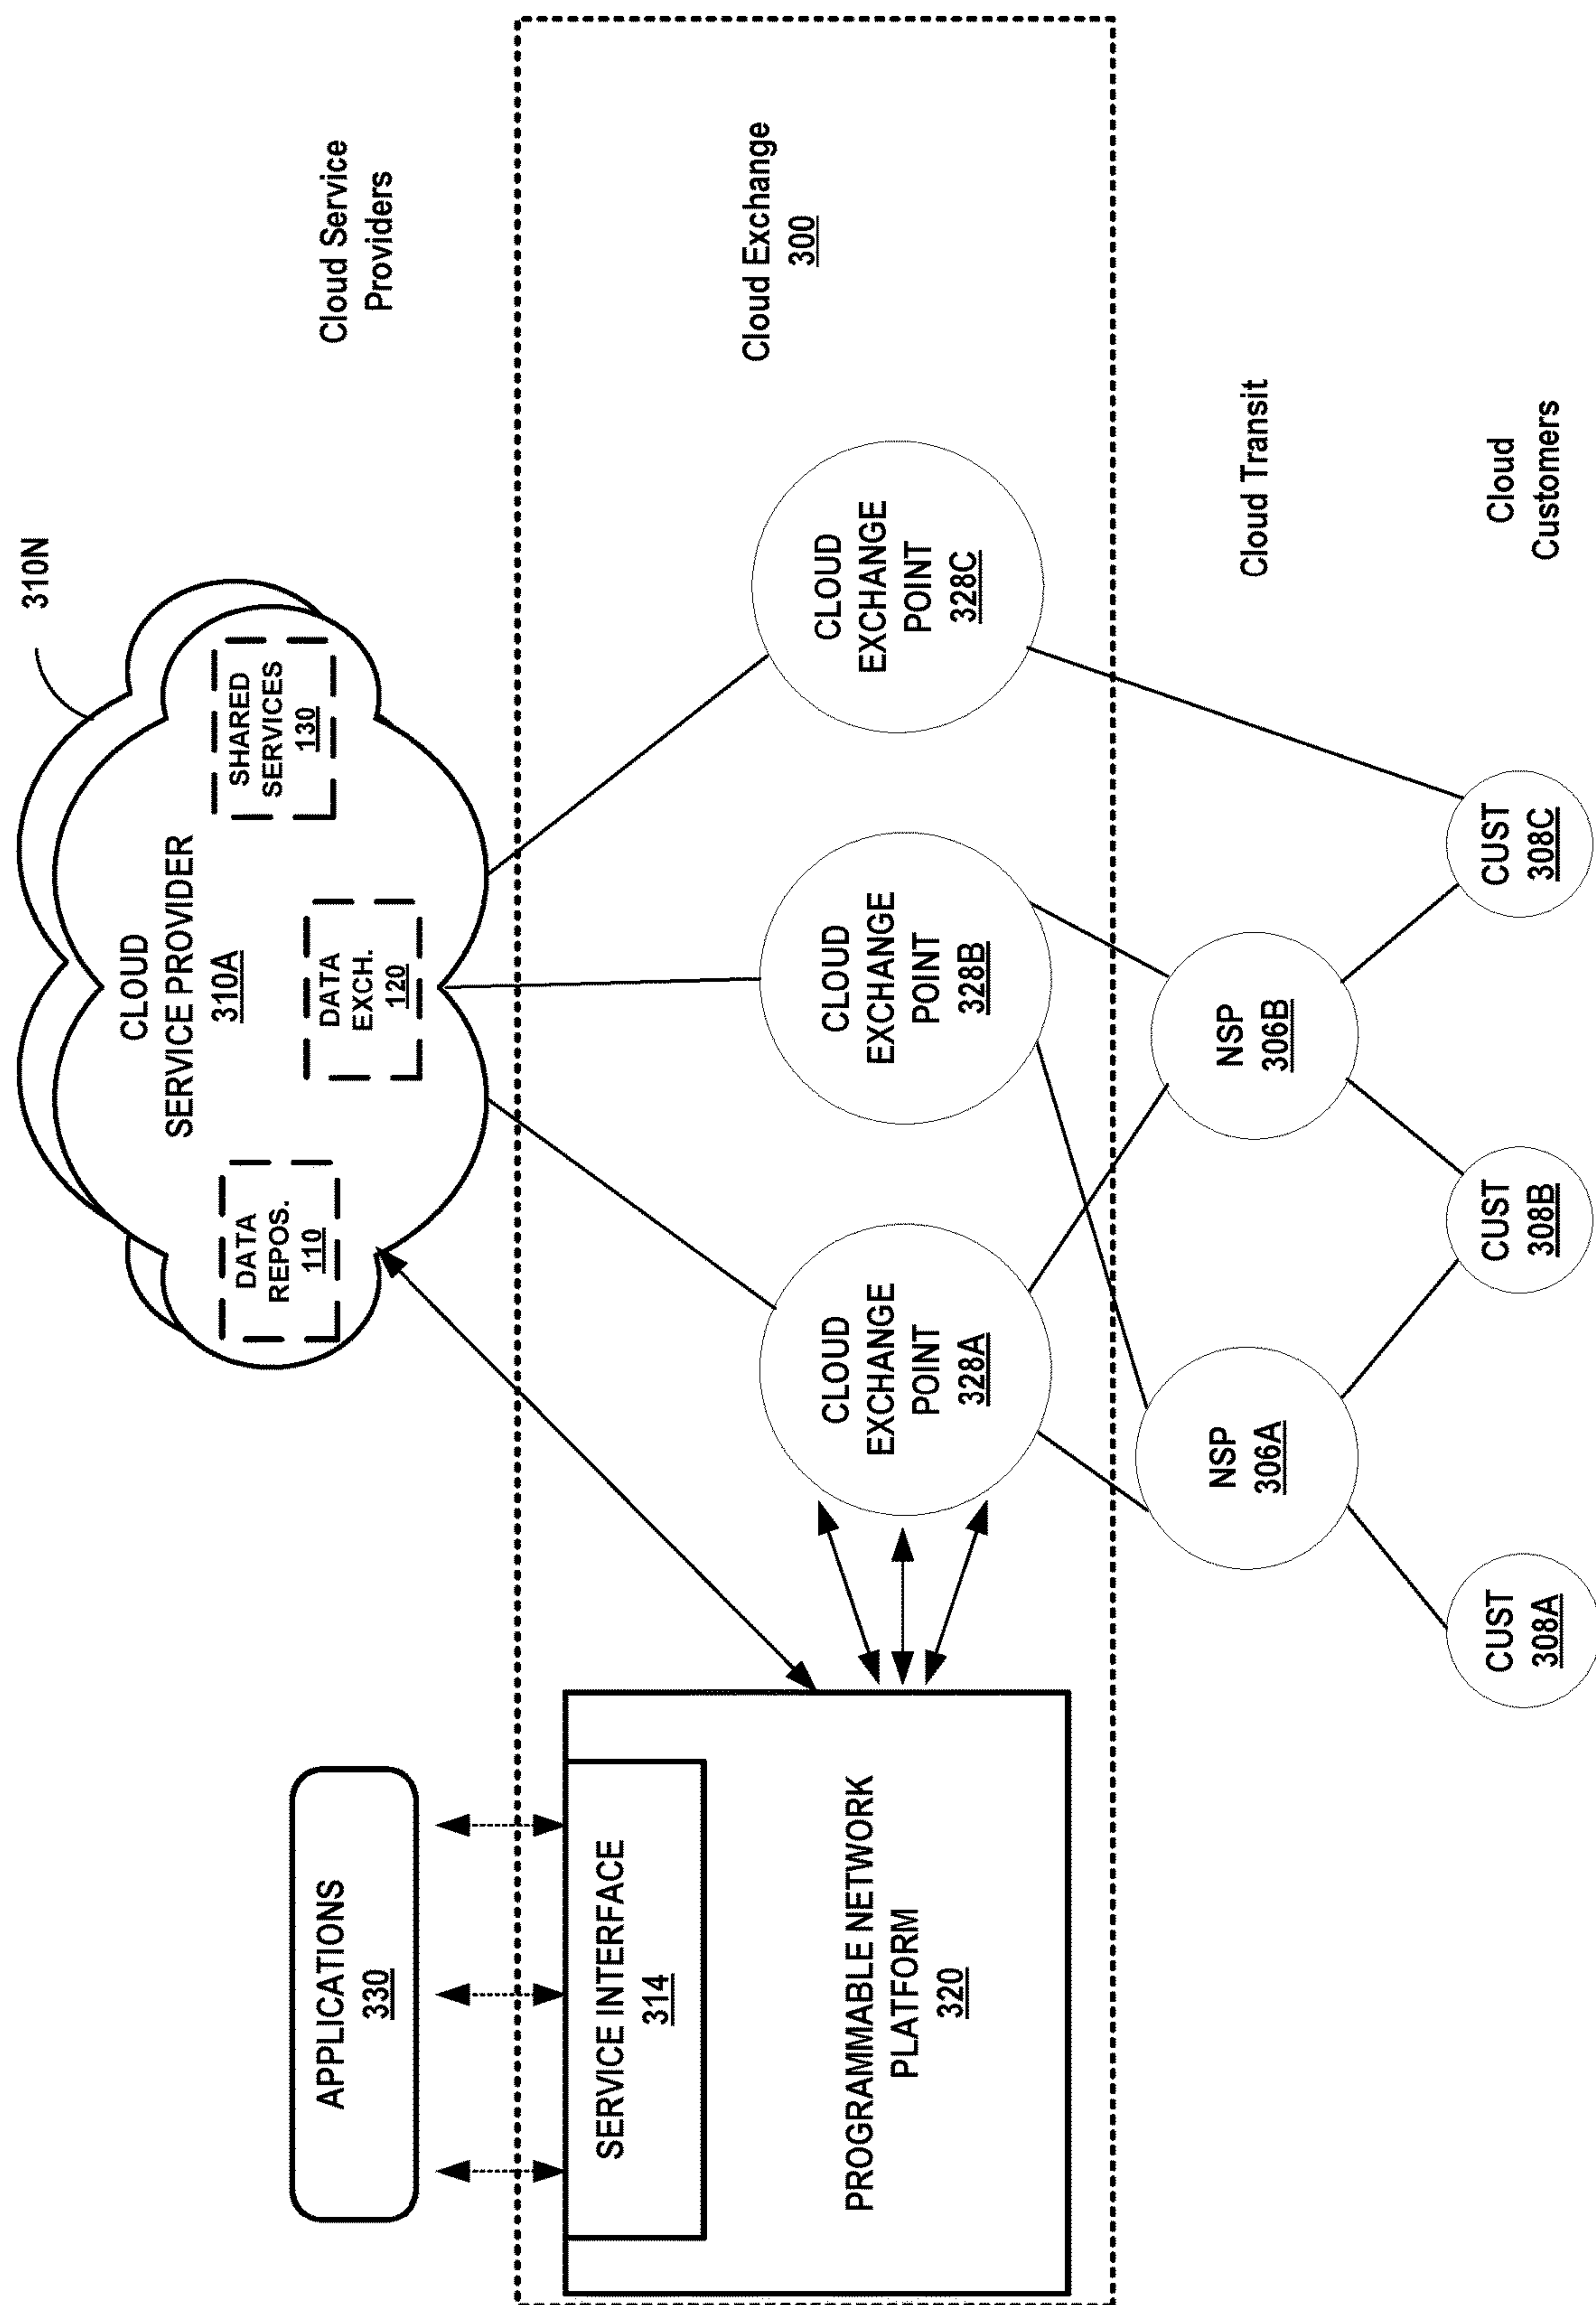 310N
CLOUD
SERVICE PROVIDER
310A
DATA
REPOS.
110
DATA
EXCH.
120
SHARED
SERVICES
130
Cloud Service
Providers
APPLICATIONS
330
SERVICE INTERFACE
314
PROGRAMMABLE NETWORK
PLATFORM
320
CLOUD
EXCHANGE
POINT
328A
CLOUD
EXCHANGE
POINT
328B
CLOUD
EXCHANGE
POINT
328C
Cloud Exchange
300
NSP
306A
NSP
306B
Cloud Transit
CUST
308A
CUST
308B
CUST
308C
Cloud
Customers